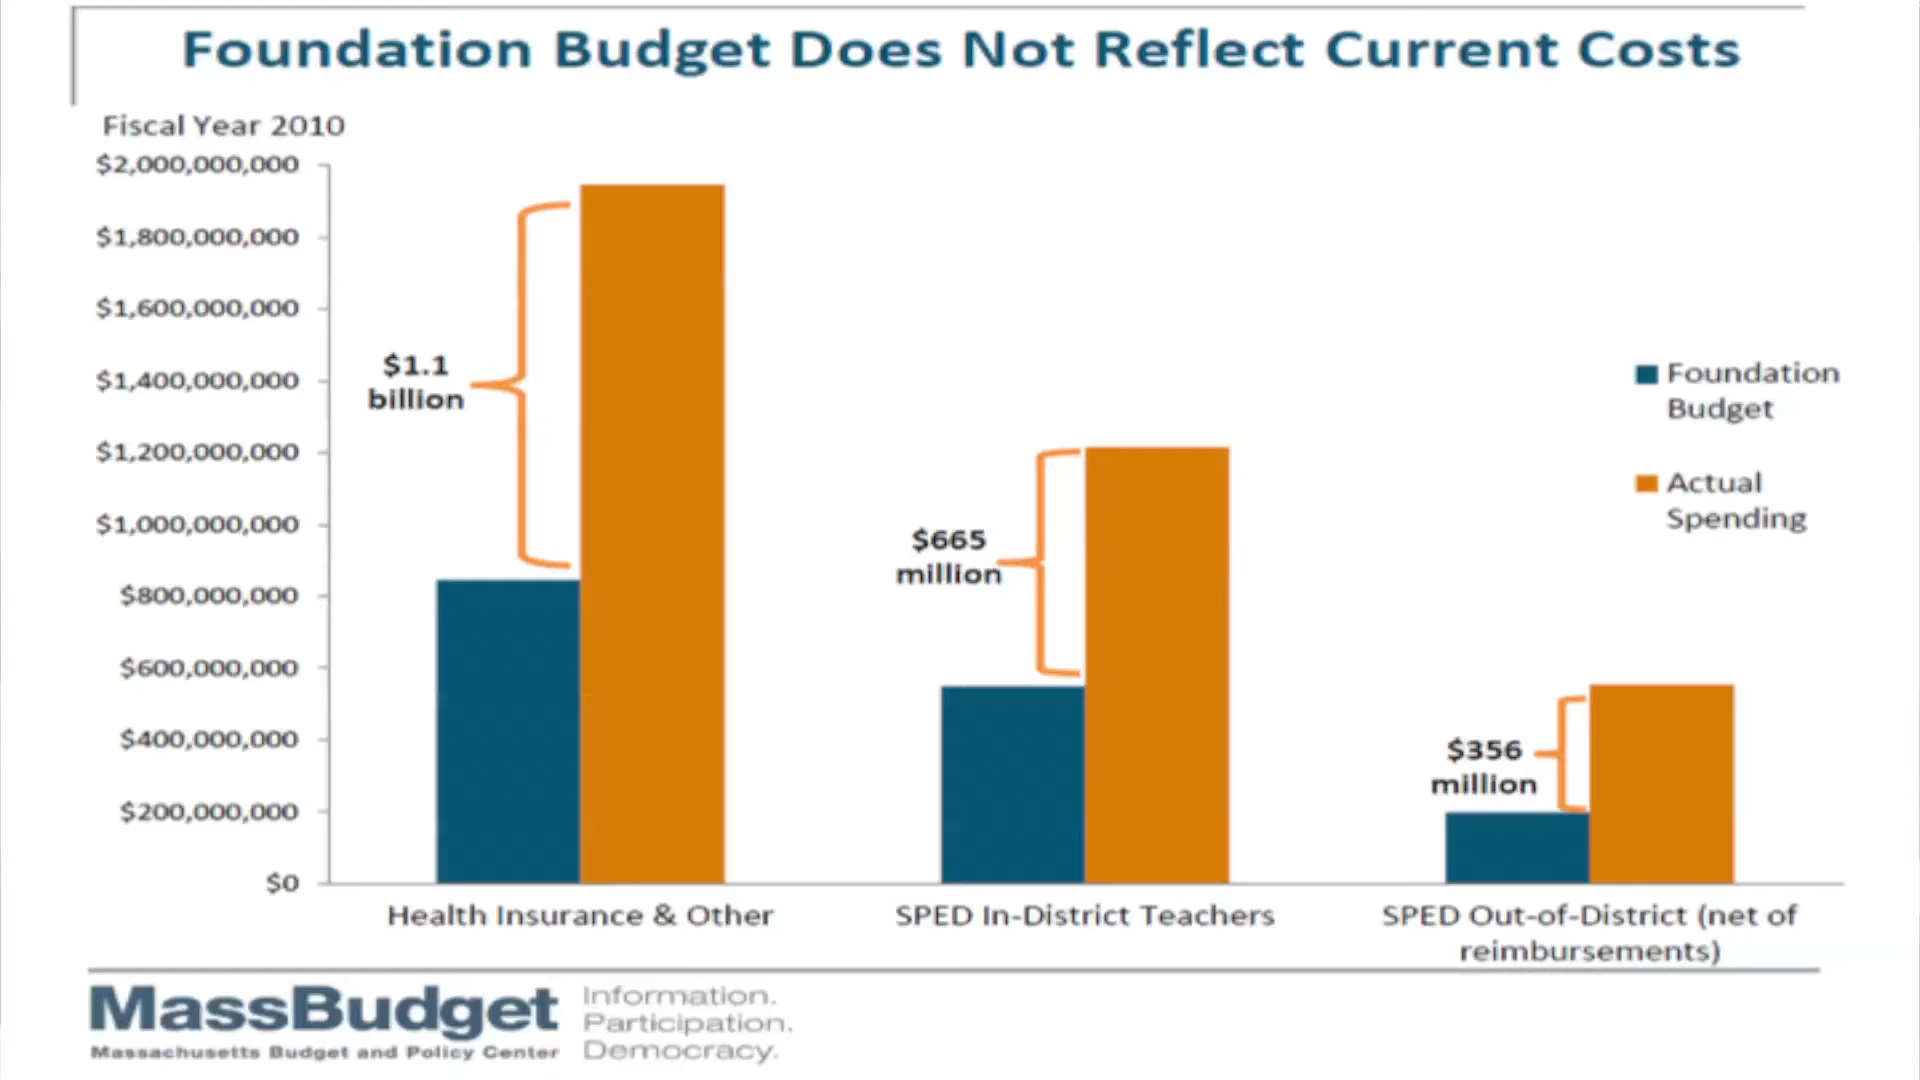 Foundation Budget Does Not Reflect Current Costs
Fiscal Year 2010
$2,000,000,000
$1,800,000,000
$1,600,000,000
$1,400,000,000
$1,200,000,000
$1,000,000,000
$800,000,000
$600,000,000
$400,000,000
$200,000,000
$0
$1.1
billion
$665
million
$356
million
Foundation
Budget
Actual
Spending
Health Insurance & Other
SPED In-District Teachers
SPED Out-of-District (net of
reimbursements)
MassBudget
Massachusetts Budget and Policy Center
Information.
Participation.
Democracy.